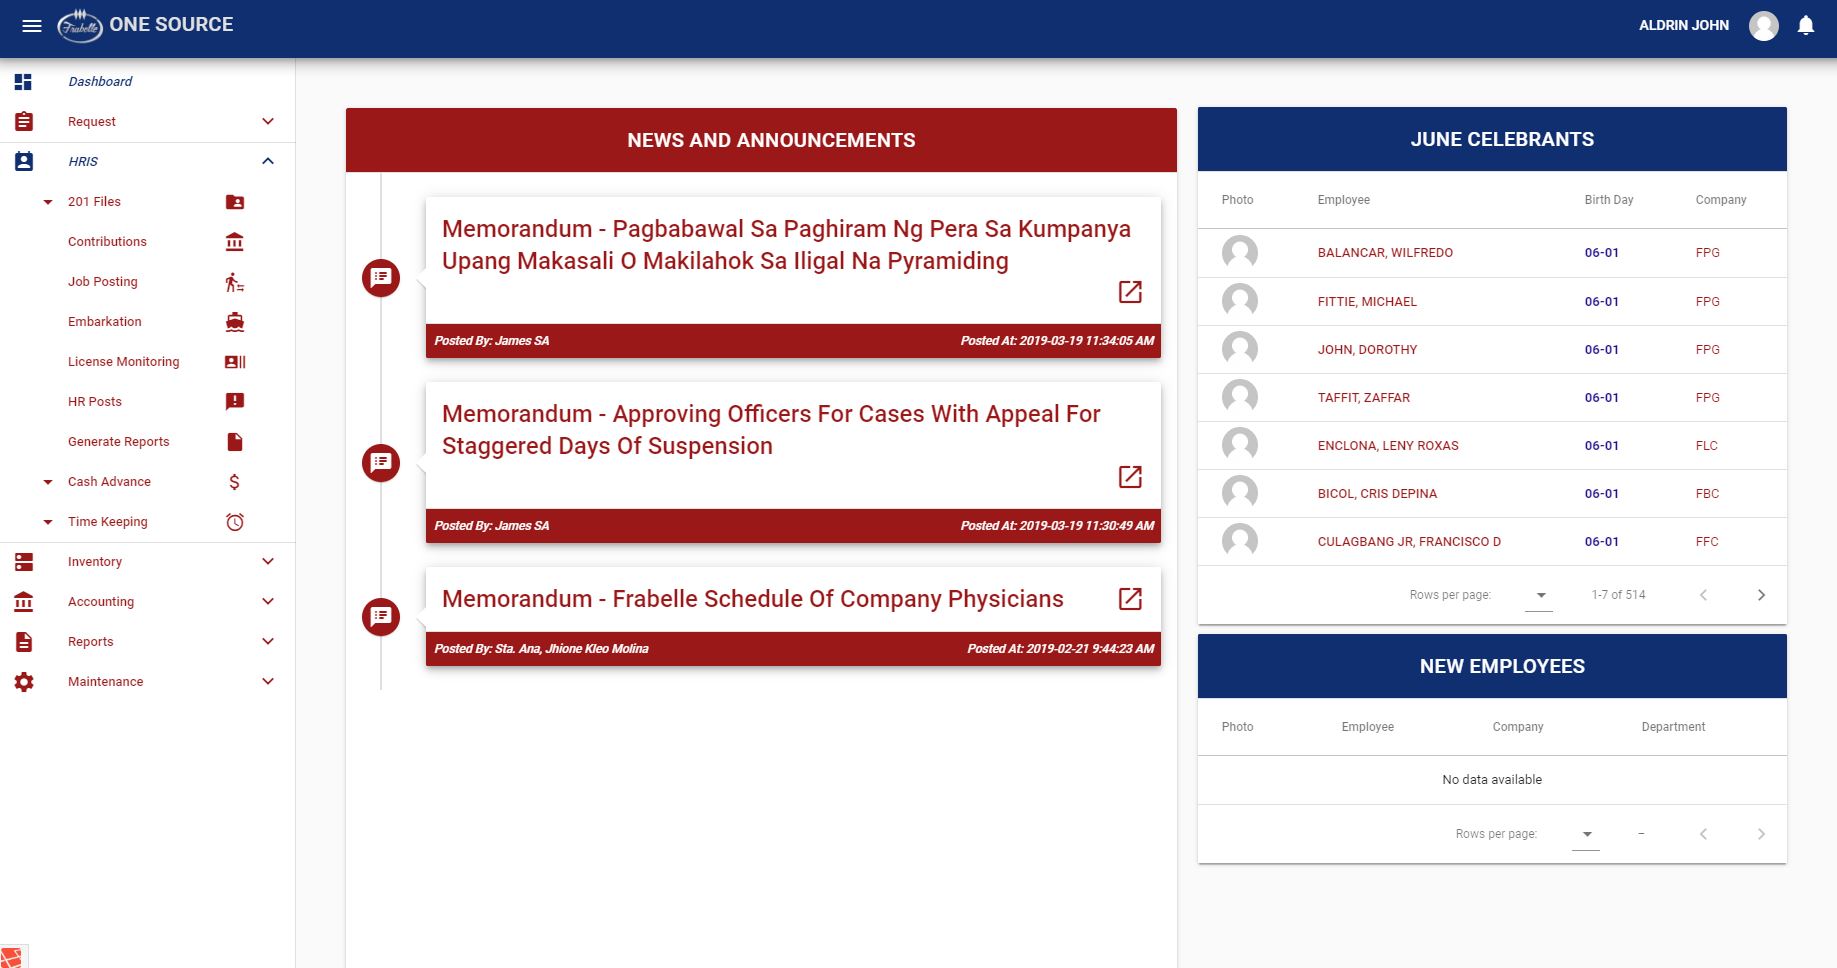 Frabelle
ONE SOURCE
ALDRIN JOHN
Dashboard
Request
HRIS
201 Files
Contributions
Job Posting
Embarkation
License Monitoring
HR Posts
Generate Reports
Cash Advance
Time Keeping
Inventory
Accounting
Reports
Maintenance
NEWS AND ANNOUNCEMENTS
Memorandum - Pagbabawal Sa Paghiram Ng Pera Sa Kumpanya
Upang Makasali O Makilahok Sa Iligal Na Pyramiding
Posted By: James SA Posted At: 2019-03-19 11:34:05 AM
Memorandum - Approving Officers For Cases With Appeal For
Staggered Days Of Suspension
Posted By: James SA Posted At: 2019-03-19 11:30:49 AM
Memorandum - Frabelle Schedule Of Company Physicians
Posted By: Sta. Ana, Jhione Kleo Molina Posted At: 2019-02-21 9:44:23 AM
JUNE CELEBRANTS
Photo Employee Birth Day Company
BALANCAR, WILFREDO 06-01 FPG
FITTIE, MICHAEL 06-01 FPG
JOHN, DOROTHY 06-01 FPG
TAFFIT, ZAFFAR 06-01 FPG
ENCLONA, LENY ROXAS 06-01 FLC
BICOL, CRIS DEPINA 06-01 FBC
CULAGBANG JR, FRANCISCO D 06-01 FFC
Rows per page: 1-7 of 514
NEW EMPLOYEES
Photo Employee Company Department
No data available
Rows per page: –